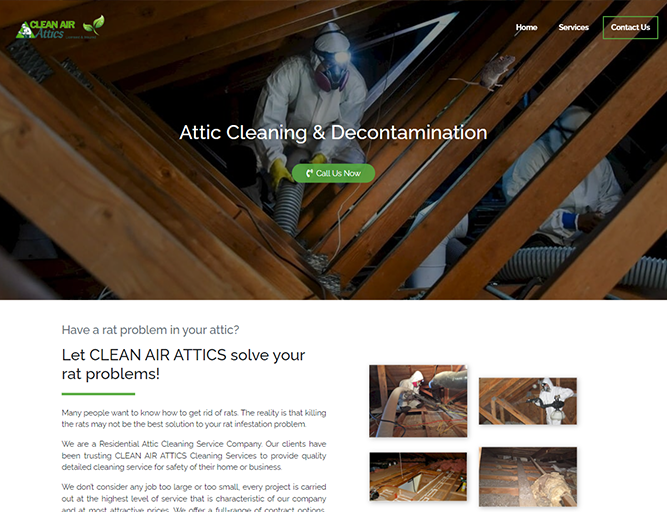 CLEAN AIR
Attics
Home
Services
Contact Us
Attic Cleaning & Decontamination
Call Us Now
Have a rat problem in your attic?
Let CLEAN AIR ATTICS solve your
rat problems!
Many people want to know how to get rid of rats. The reality is that killing
the rats may not be the best solution to your rat infestation problem.
We are a Residential Attic Cleaning Service Company. Our clients have
been trusting CLEAN AIR ATTICS Cleaning Services to provide quality
detailed cleaning service for safety of their home or business.
We don't consider any job too large or too small, every project is carried
out at the highest level of service that is characteristic of our company
and at most attractive prices. We offer a full-range of contract options,